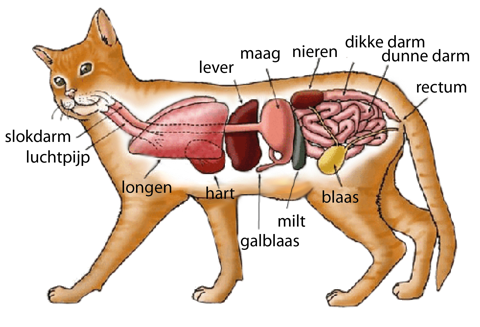 nieren
dikke darm
maag
dunne darm
lever
rectum
slokdarm
luchtpijp
longen
hart
blaas
milt
galblaas